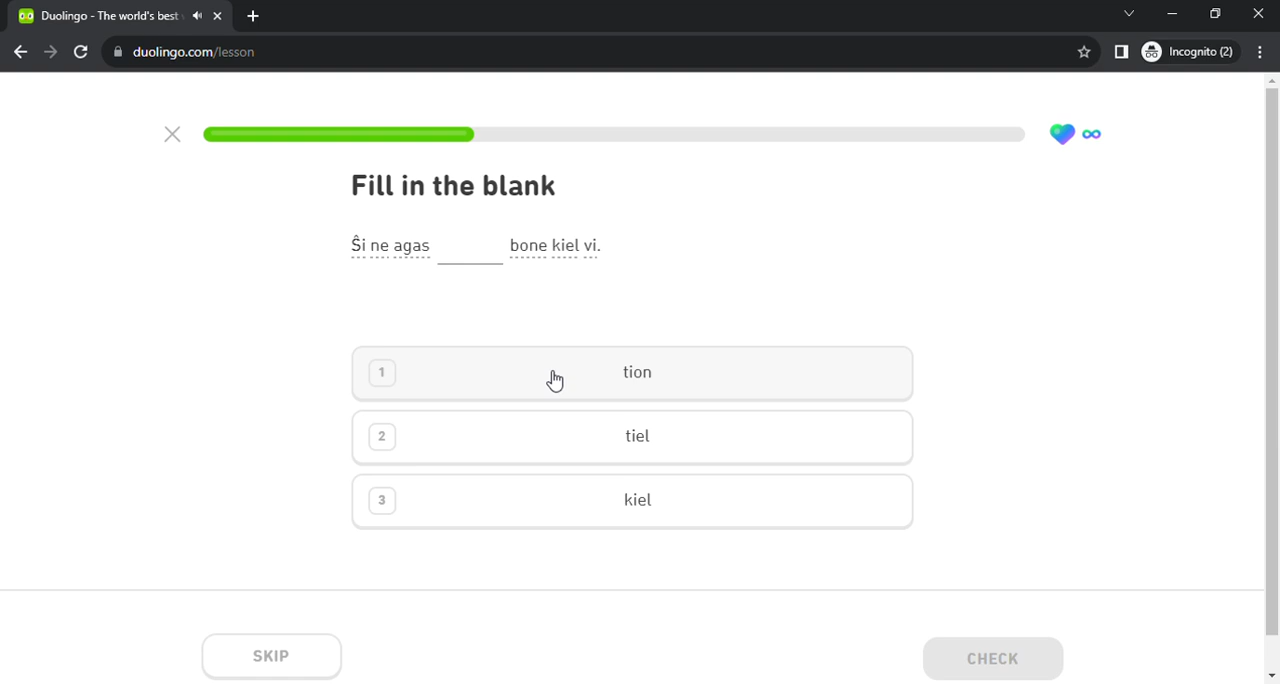 Duolingo - The world's best
duolingo.com/lesson
Incognito (2)
Fill in the blank
Ŝi ne agas ______ bone kiel vi.
1 tion
2 tiel
3 kiel
SKIP
CHECK